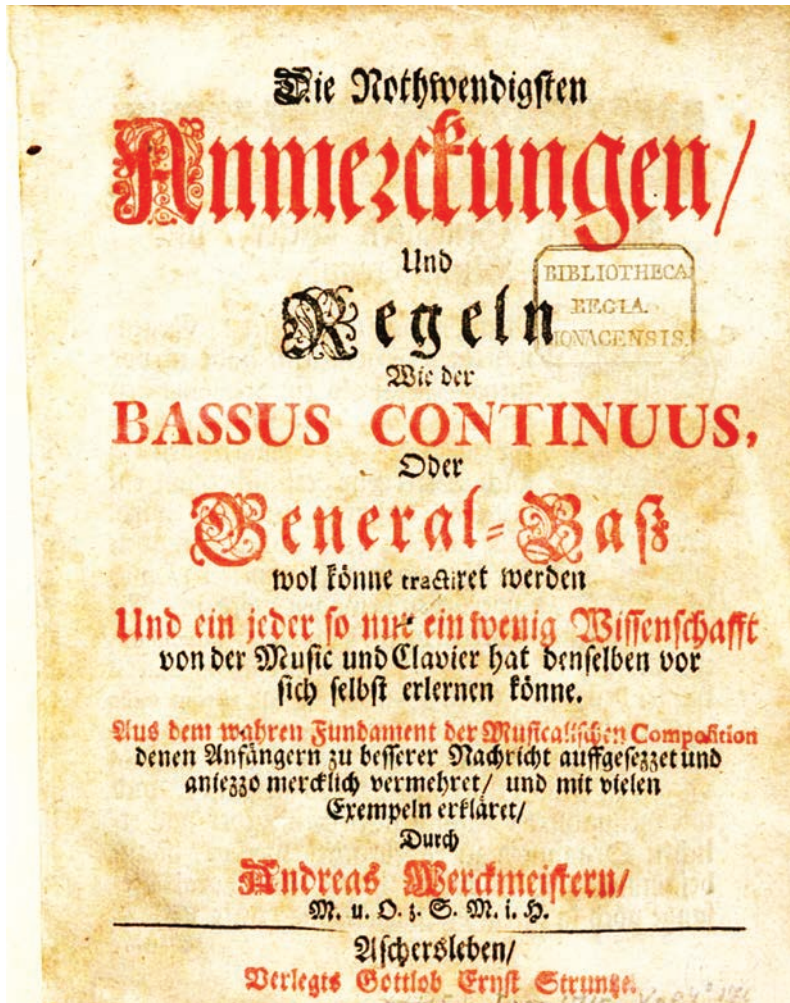 Die Nothwendigsten
Anmerckungen/
Und
Regeln
Wie der
BASSUS CONTINUUS,
Oder
General-Baß
wol könne tractiret werden
Und ein jeder so nur ein wenig Wissenschafft
von der Music und Clavier hat denselben vor
sich selbst erlernen könne.
Aus dem wahren Fundament der Musicalischen Composition
denen Anfängern zu besserer Nachricht auffgesezzet und
aniezzo mercklich vermehret/ und mit vielen
Exempeln erkläret/
Durch
Andreas Werckmeistern/
M. u. O. z. S. M. i. H.
Aschersleben/
Verlegts Gottlob Ernst Strunze.
BIBLIOTHECA
REGIA
MONACENSIS.